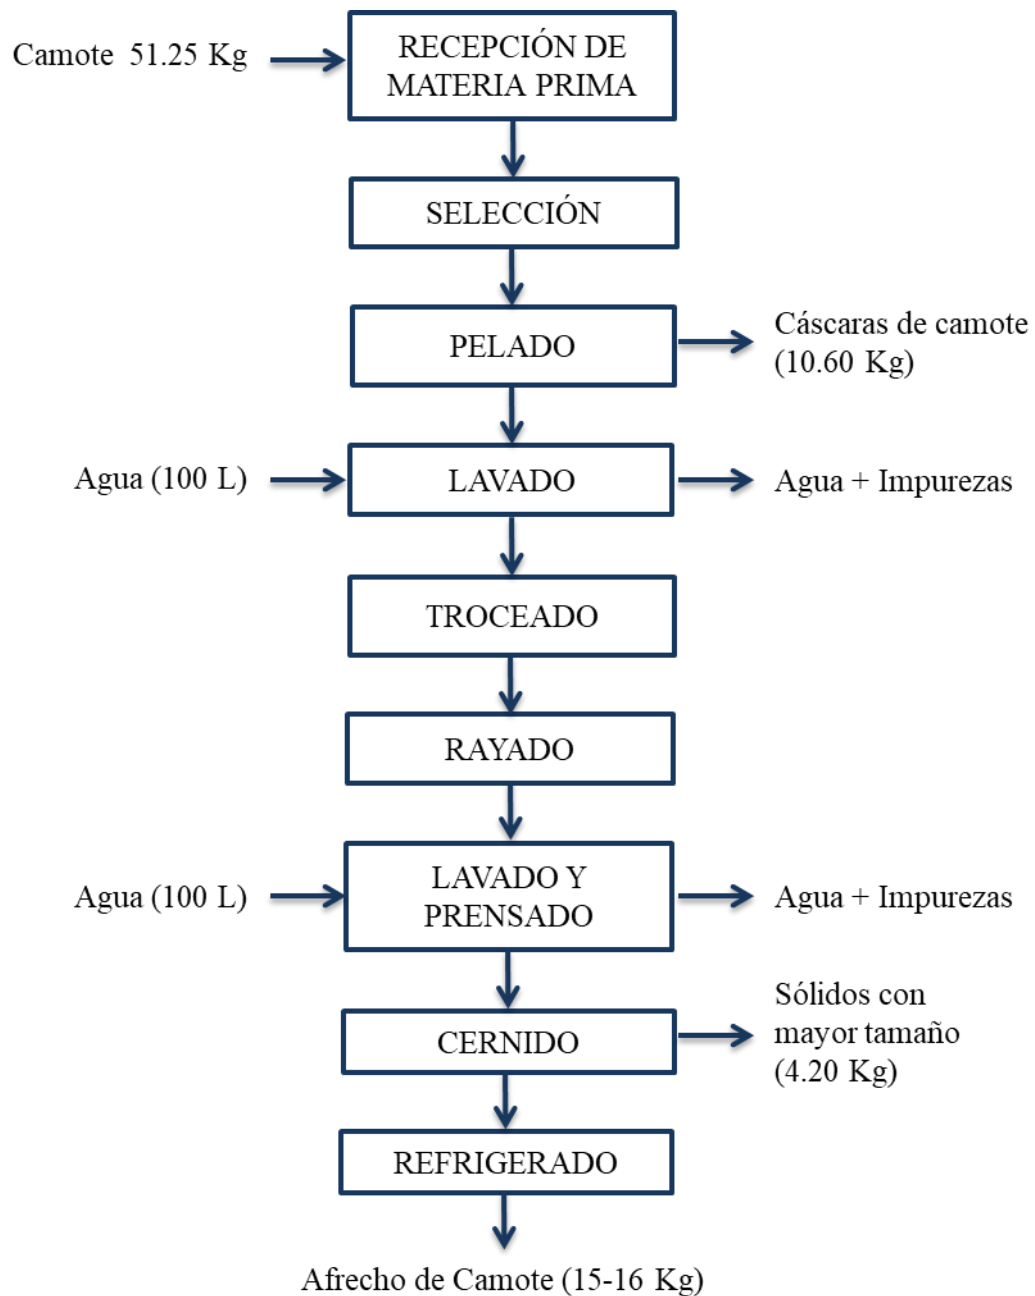 Camote 51.25 Kg
RECEPCIÓN DE
MATERIA PRIMA
SELECCIÓN
PELADO
Cáscaras de camote
(10.60 Kg)
Agua (100 L)
LAVADO
Agua + Impurezas
TROCEADO
RAYADO
Agua (100 L)
LAVADO Y
PRENSADO
Agua + Impurezas
CERNIDO
Sólidos con
mayor tamaño
(4.20 Kg)
REFRIGERADO
Afrecho de Camote (15-16 Kg)